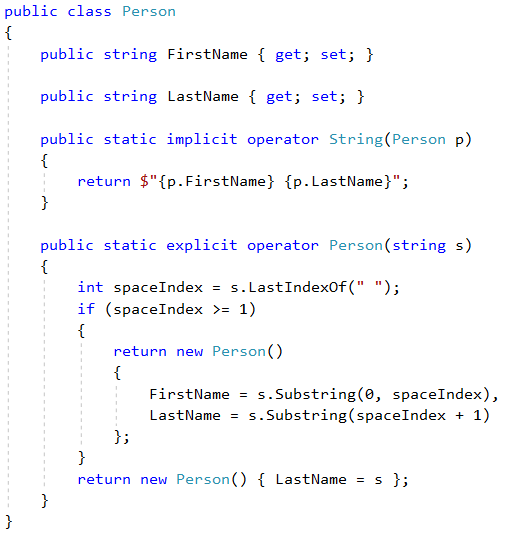 public class Person
{
    public string FirstName { get; set; }

    public string LastName { get; set; }

    public static implicit operator String(Person p)
    {
        return $"{p.FirstName} {p.LastName}";
    }

    public static explicit operator Person(string s)
    {
        int spaceIndex = s.LastIndexOf(" ");
        if (spaceIndex >= 1)
        {
            return new Person()
            {
                FirstName = s.Substring(0, spaceIndex),
                LastName = s.Substring(spaceIndex + 1)
            };
        }
        return new Person() { LastName = s };
    }
}